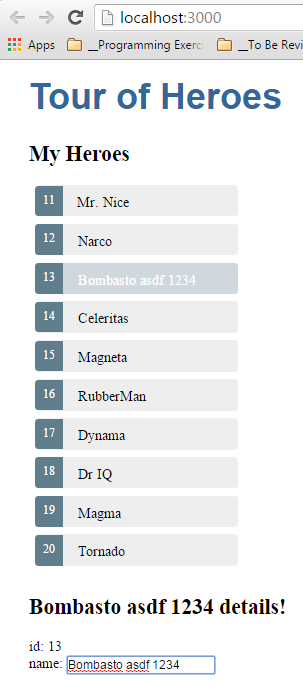 localhost:3000
Apps __Programming Exerc __To Be Revi
Tour of Heroes
My Heroes
11 Mr. Nice
12 Narco
13 Bombasto asdf 1234
14 Celeritas
15 Magneta
16 RubberMan
17 Dynama
18 Dr IQ
19 Magma
20 Tornado
Bombasto asdf 1234 details!
id: 13
name: Bombasto asdf 1234